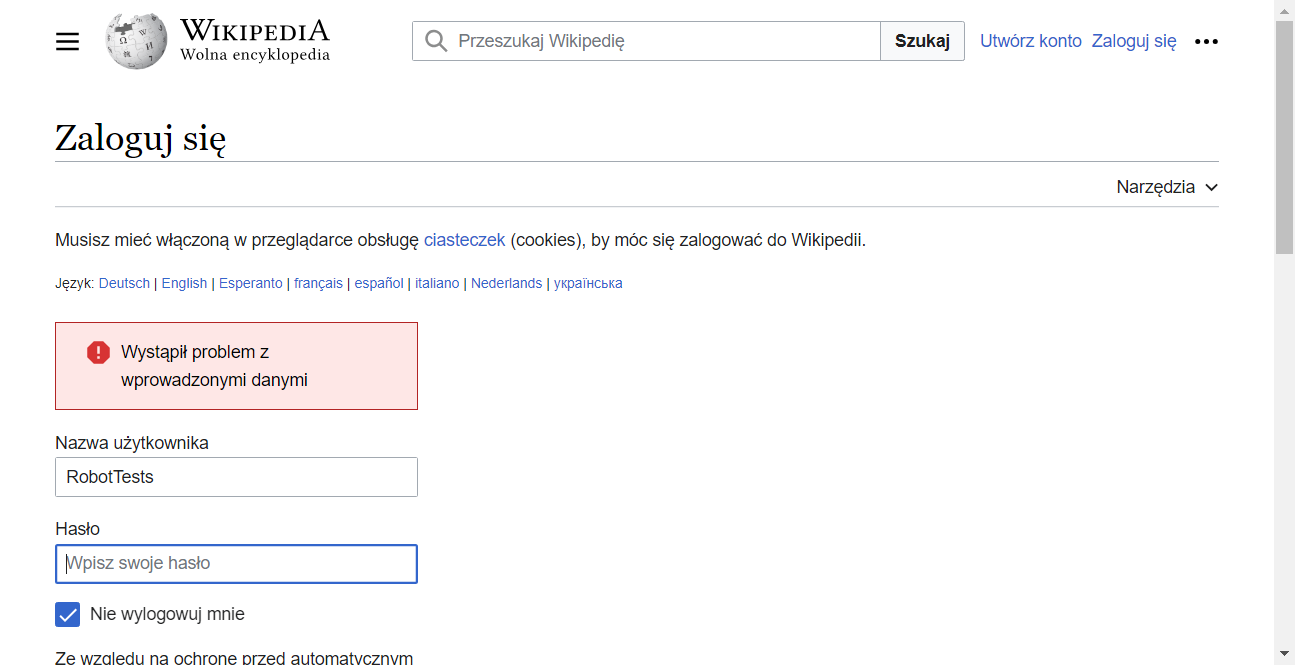 WIKIPEDIA
Wolna encyklopedia
Przeszukaj Wikipedię
Szukaj
Utwórz konto Zaloguj się
Zaloguj się
Narzędzia
Musisz mieć włączoną w przeglądarce obsługę ciasteczek (cookies), by móc się zalogować do Wikipedii.
Język: Deutsch | English | Esperanto | français | español | italiano | Nederlands | українська
Wystąpił problem z
wprowadzonymi danymi
Nazwa użytkownika
RobotTests
Hasło
Wpisz swoje hasło
Nie wylogowuj mnie
Ze względu na ochronę przed automatycznym